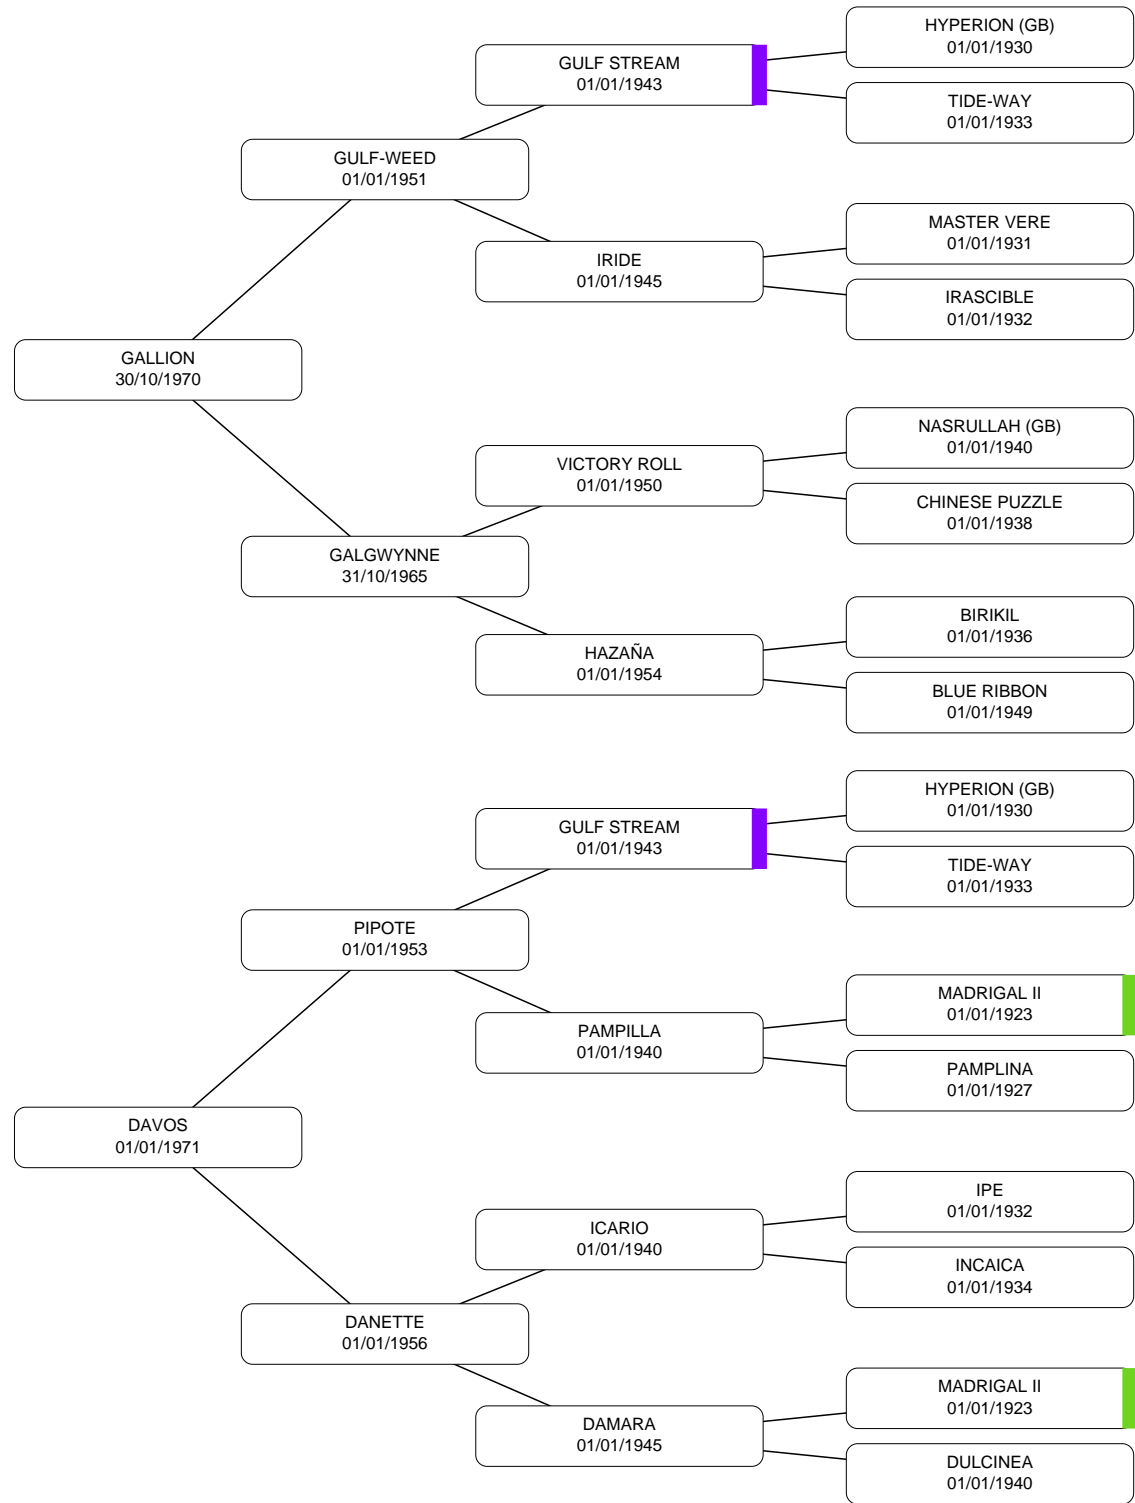 HYPERION (GB)
01/01/1930
GULF STREAM
01/01/1943
TIDE-WAY
01/01/1933
GULF-WEED
01/01/1951
MASTER VERE
01/01/1931
IRIDE
01/01/1945
IRASCIBLE
01/01/1932
GALLION
30/10/1970
NASRULLAH (GB)
01/01/1940
VICTORY ROLL
01/01/1950
CHINESE PUZZLE
01/01/1938
GALGWYNNE
31/10/1965
BIRIKIL
01/01/1936
HAZAÑA
01/01/1954
BLUE RIBBON
01/01/1949
HYPERION (GB)
01/01/1930
GULF STREAM
01/01/1943
TIDE-WAY
01/01/1933
PIPOTE
01/01/1953
MADRIGAL II
01/01/1923
PAMPILLA
01/01/1940
PAMPLINA
01/01/1927
DAVOS
01/01/1971
IPE
01/01/1932
ICARIO
01/01/1940
INCAICA
01/01/1934
DANETTE
01/01/1956
MADRIGAL II
01/01/1923
DAMARA
01/01/1945
DULCINEA
01/01/1940